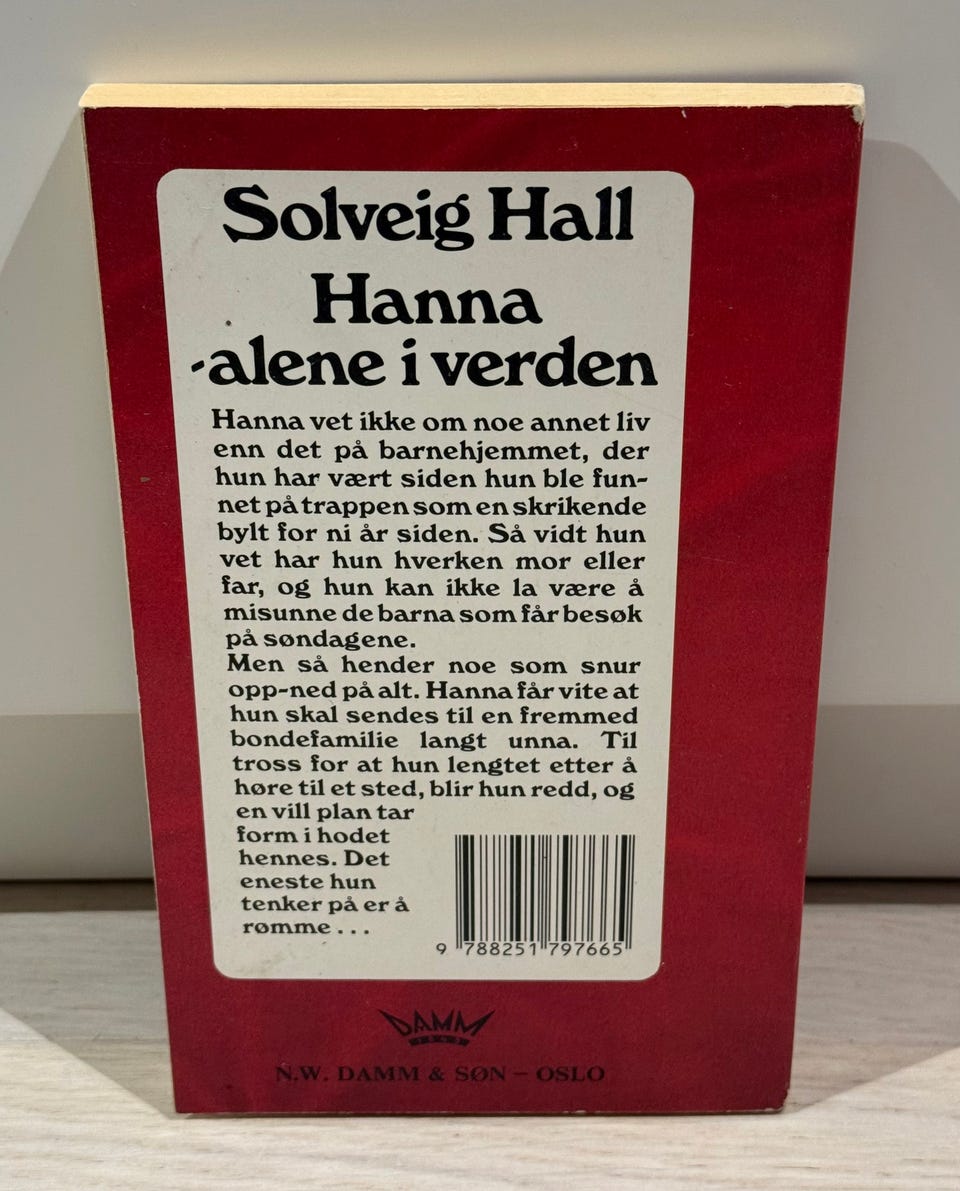 Solveig Hall
Hanna
-alene i verden
Hanna vet ikke om noe annet liv
enn det på barnehjemmet, der
hun har vært siden hun ble fun-
net på trappen som en skrikende
bylt for ni år siden. Så vidt hun
vet har hun hverken mor eller
far, og hun kan ikke la være å
misunne de barna som får besøk
på søndagene.
Men så hender noe som snur
opp-ned på alt. Hanna får vite at
hun skal sendes til en fremmed
bondefamilie langt unna. Til
tross for at hun lengtet etter å
høre til et sted, blir hun redd, og
en vill plan tar
form i hodet
hennes. Det
eneste hun
tenker på er å
rømme . . .
9 788251 797665
DAMM
1843
N.W. DAMM & SØN – OSLO